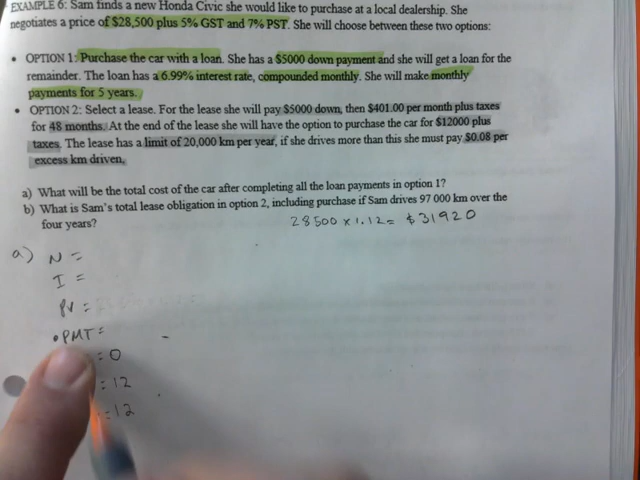 EXAMPLE 6: Sam finds a new Honda Civic she would like to purchase at a local dealership. She
negotiates a price of $28,500 plus 5% GST and 7% PST. She will choose between these two options:
• OPTION 1: Purchase the car with a loan. She has a $5000 down payment and she will get a loan for the
remainder. The loan has a 6.99% interest rate, compounded monthly. She will make monthly
payments for 5 years.
• OPTION 2: Select a lease. For the lease she will pay $5000 down, then $401.00 per month plus taxes
for 48 months. At the end of the lease she will have the option to purchase the car for $12000 plus
taxes. The lease has a limit of 20,000 km per year, if she drives more than this she must pay $0.08 per
excess km driven.
a) What will be the total cost of the car after completing all the loan payments in option 1?
b) What is Sam's total lease obligation in option 2, including purchase if Sam drives 97 000 km over the
four years?
28500 x 1.12 = $31920
a) N =
I =
PV =
• PMT =
= 0
= 12
= 12